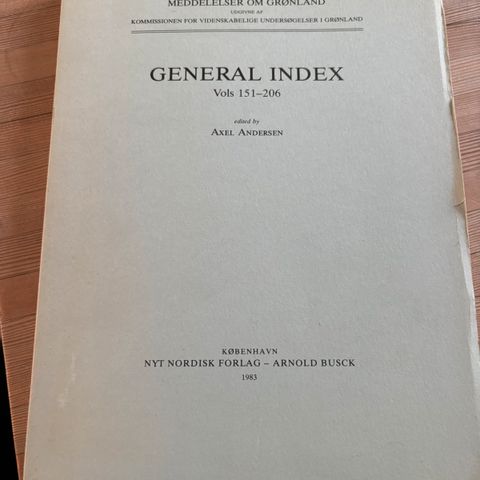 MEDDELELSER OM GRØNLAND
UDGIVNE AF
KOMMISSIONEN FOR VIDENSKABELIGE UNDERSØGELSER I GRØNLAND
GENERAL INDEX
Vols 151–206
edited by
AXEL ANDERSEN
KØBENHAVN
NYT NORDISK FORLAG – ARNOLD BUSCK
1983